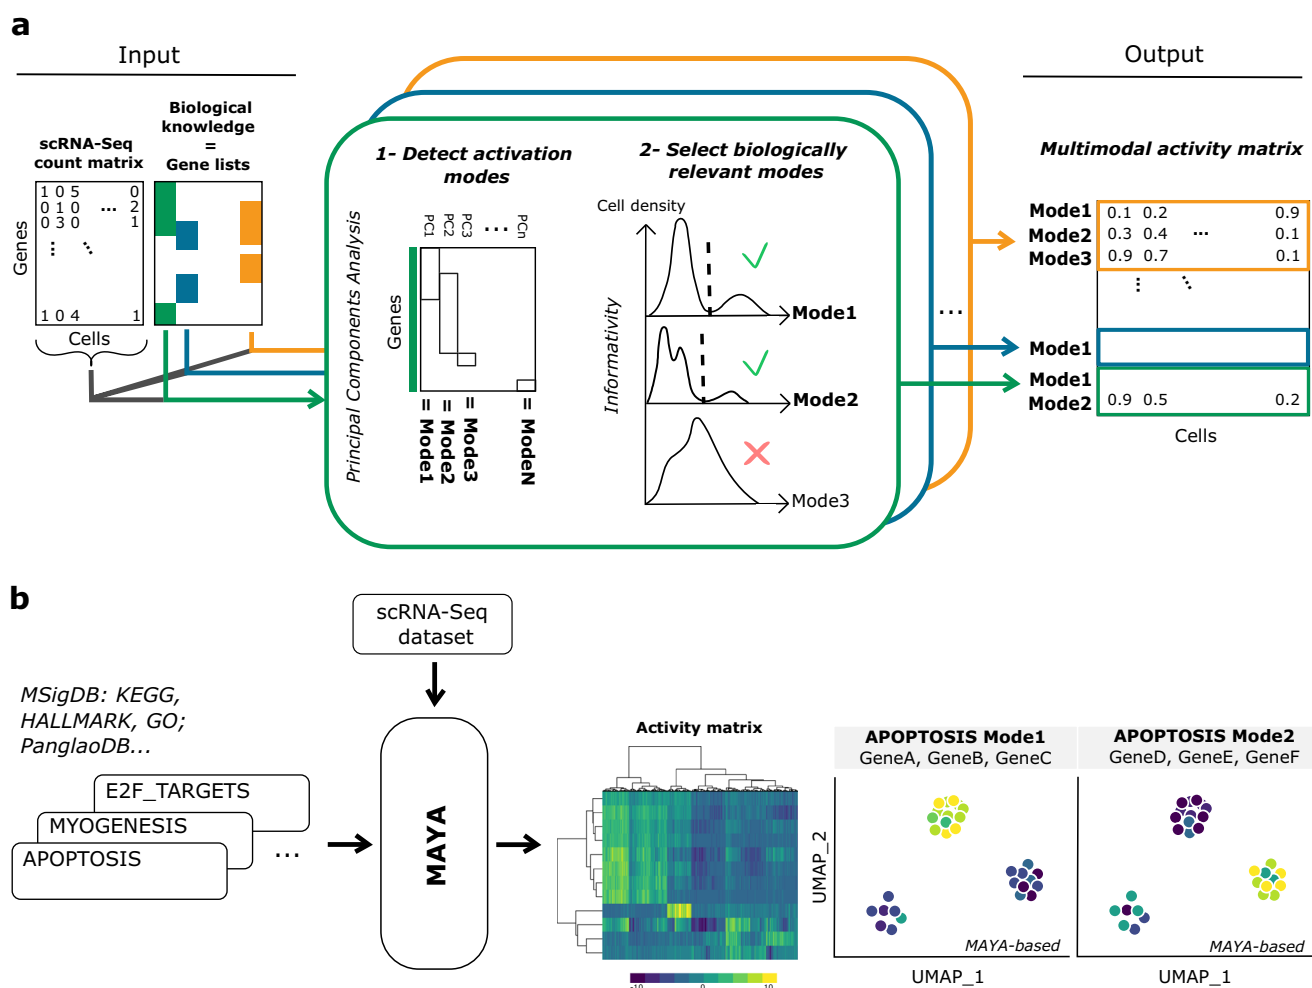 a
Input
Output
Biological
knowledge
=
Gene lists
scRNA-Seq
count matrix
1 0 5 0
0 1 0 ... 2
0 3 0 1
... ...
1 0 4 1
Genes
Cells
1- Detect activation
modes
Principal Components Analysis
PC1 PC2 PC3 ... PCn
Genes
= Mode1
= Mode2
= Mode3
= ModeN
2- Select biologically
relevant modes
Cell density
Informativity
Mode1
Mode2
Mode3
...
Multimodal activity matrix
Mode1 0.1 0.2 0.9
Mode2 0.3 0.4 ... 0.1
Mode3 0.9 0.7 0.1
... ...
Mode1
Mode1
Mode2 0.9 0.5 0.2
Cells
b
scRNA-Seq
dataset
MSigDB: KEGG,
HALLMARK, GO;
PanglaoDB...
E2F_TARGETS
MYOGENESIS
APOPTOSIS
...
MAYA
Activity matrix
-10 0 10
APOPTOSIS Mode1
GeneA, GeneB, GeneC
UMAP_2
MAYA-based
UMAP_1
APOPTOSIS Mode2
GeneD, GeneE, GeneF
MAYA-based
UMAP_1